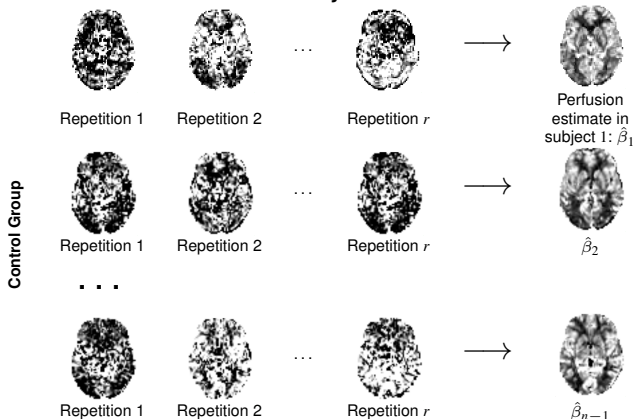 Repetition 1 Repetition 2 ... Repetition r
Perfusion
estimate in
subject 1: β̂₁
Control Group
Repetition 1 Repetition 2 ... Repetition r
β̂₂
...
Repetition 1 Repetition 2 ... Repetition r
β̂ₙ₋₁